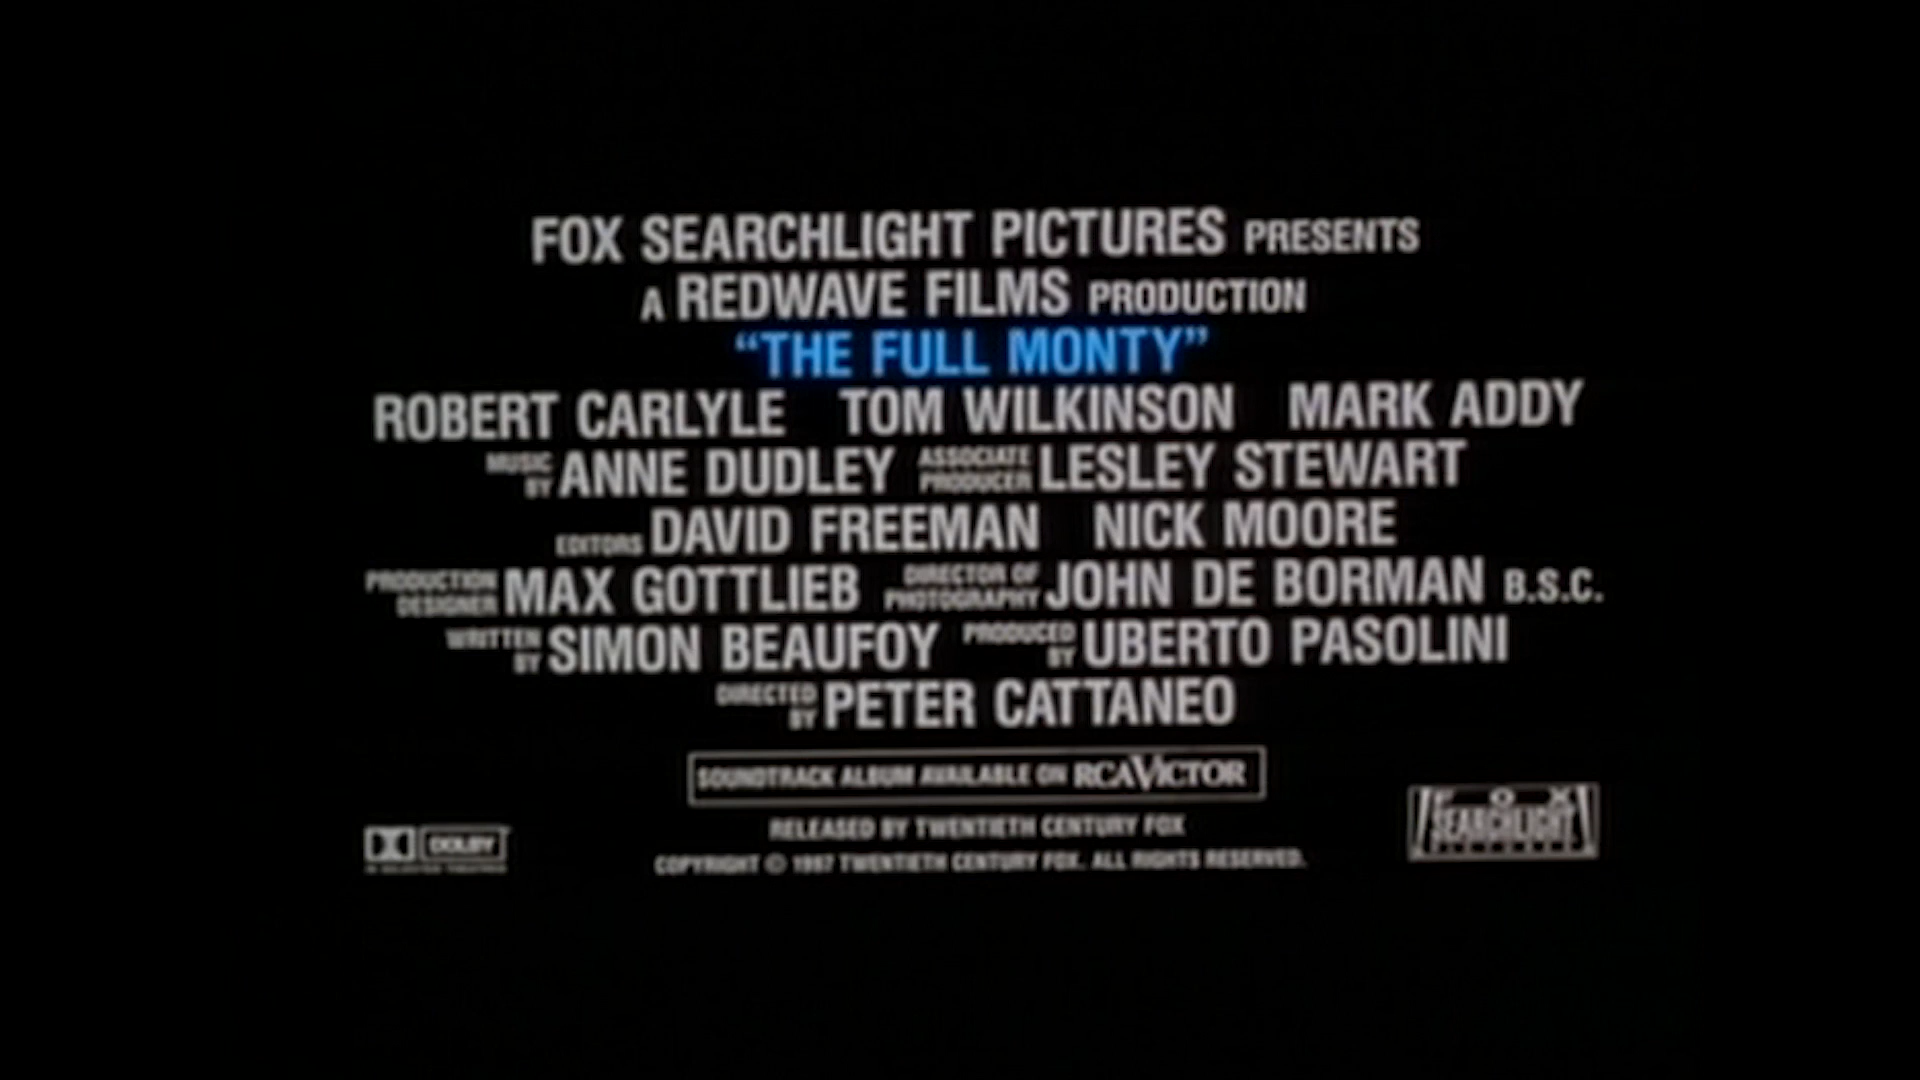 FOX SEARCHLIGHT PICTURES PRESENTS
A REDWAVE FILMS PRODUCTION
“THE FULL MONTY”
ROBERT CARLYLE TOM WILKINSON MARK ADDY
MUSIC BY ANNE DUDLEY ASSOCIATE PRODUCER LESLEY STEWART
EDITORS DAVID FREEMAN NICK MOORE
PRODUCTION DESIGNER MAX GOTTLIEB DIRECTOR OF PHOTOGRAPHY JOHN DE BORMAN B.S.C.
WRITTEN BY SIMON BEAUFOY PRODUCED BY UBERTO PASOLINI
DIRECTED BY PETER CATTANEO
SOUNDTRACK ALBUM AVAILABLE ON RCA VICTOR
RELEASED BY TWENTIETH CENTURY FOX
COPYRIGHT © 1997 TWENTIETH CENTURY FOX. ALL RIGHTS RESERVED.
DOLBY
IN SELECTED THEATRES
FOX
SEARCHLIGHT